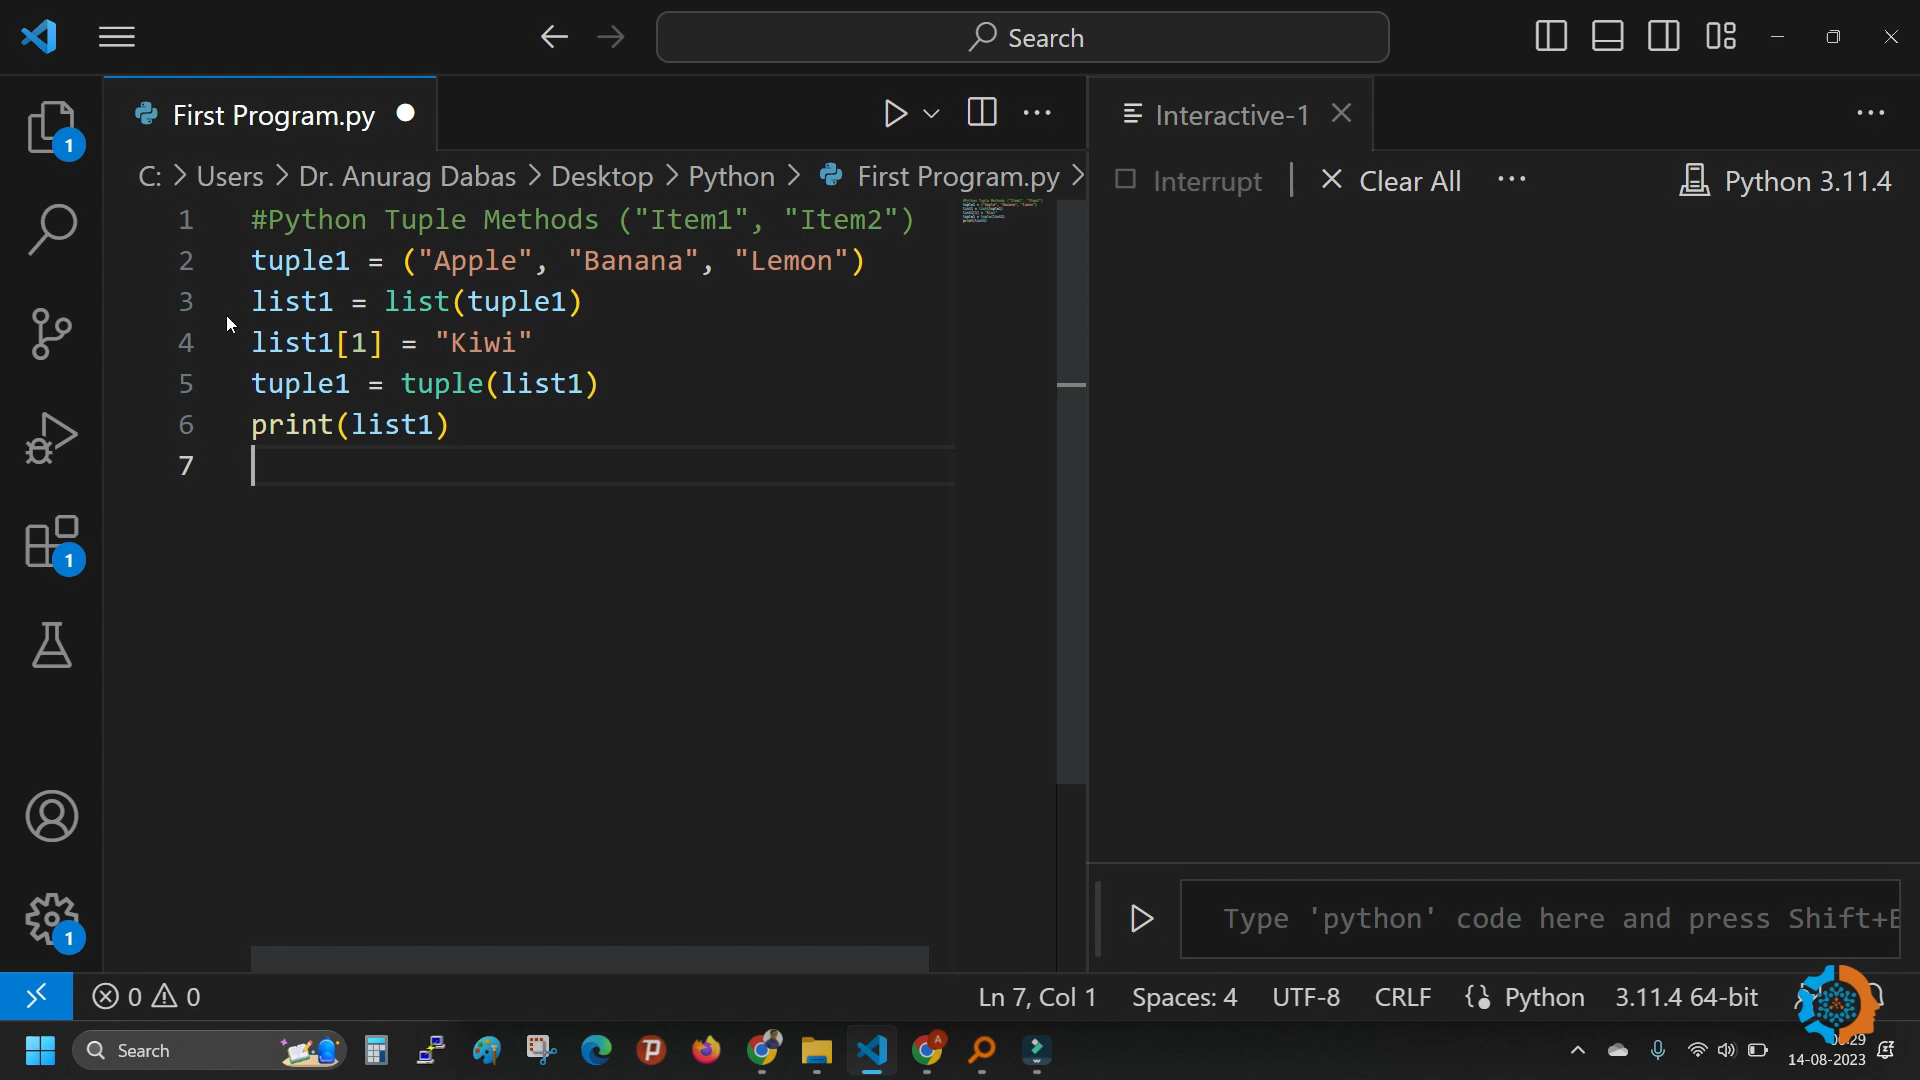 Search
First Program.py
Interactive-1
C: > Users > Dr. Anurag Dabas > Desktop > Python > First Program.py >
Interrupt | Clear All ... Python 3.11.4
1 #Python Tuple Methods ("Item1", "Item2")
2 tuple1 = ("Apple", "Banana", "Lemon")
3 list1 = list(tuple1)
4 list1[1] = "Kiwi"
5 tuple1 = tuple(list1)
6 print(list1)
7
1
1
1
Type 'python' code here and press Shift+E
0 0
Ln 7, Col 1 Spaces: 4 UTF-8 CRLF Python 3.11.4 64-bit
Search
14-08-2023